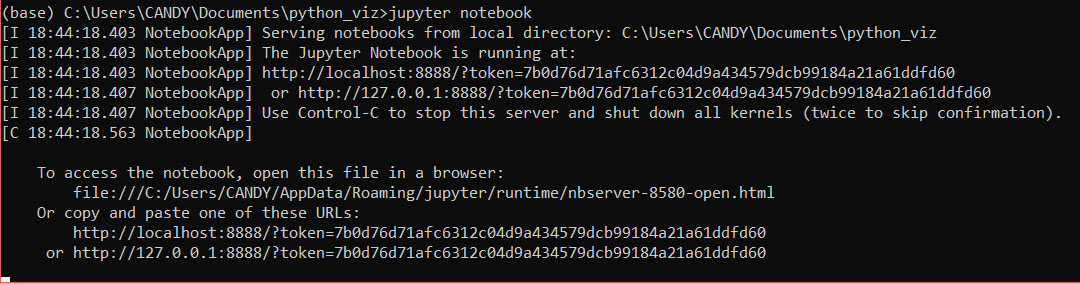 (base) C:\Users\CANDY\Documents\python_viz>jupyter notebook
[I 18:44:18.403 NotebookApp] Serving notebooks from local directory: C:\Users\CANDY\Documents\python_viz
[I 18:44:18.403 NotebookApp] The Jupyter Notebook is running at:
[I 18:44:18.403 NotebookApp] http://localhost:8888/?token=7b0d76d71afc6312c04d9a434579dcb99184a21a61ddfd60
[I 18:44:18.407 NotebookApp]  or http://127.0.0.1:8888/?token=7b0d76d71afc6312c04d9a434579dcb99184a21a61ddfd60
[I 18:44:18.407 NotebookApp] Use Control-C to stop this server and shut down all kernels (twice to skip confirmation).
[C 18:44:18.563 NotebookApp]
    To access the notebook, open this file in a browser:
        file:///C:/Users/CANDY/AppData/Roaming/jupyter/runtime/nbserver-8580-open.html
    Or copy and paste one of these URLs:
        http://localhost:8888/?token=7b0d76d71afc6312c04d9a434579dcb99184a21a61ddfd60
     or http://127.0.0.1:8888/?token=7b0d76d71afc6312c04d9a434579dcb99184a21a61ddfd60